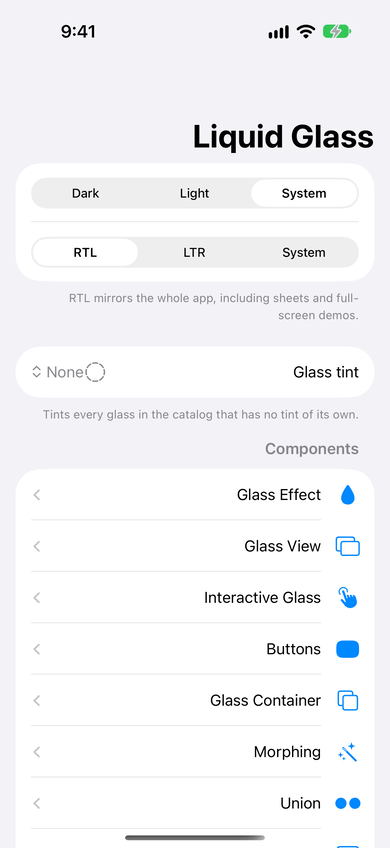 9:41
Liquid Glass
Dark Light System
RTL LTR System
RTL mirrors the whole app, including sheets and full-
screen demos.
Glass tint None
Tints every glass in the catalog that has no tint of its own.
Components
Glass Effect
Glass View
Interactive Glass
Buttons
Glass Container
Morphing
Union